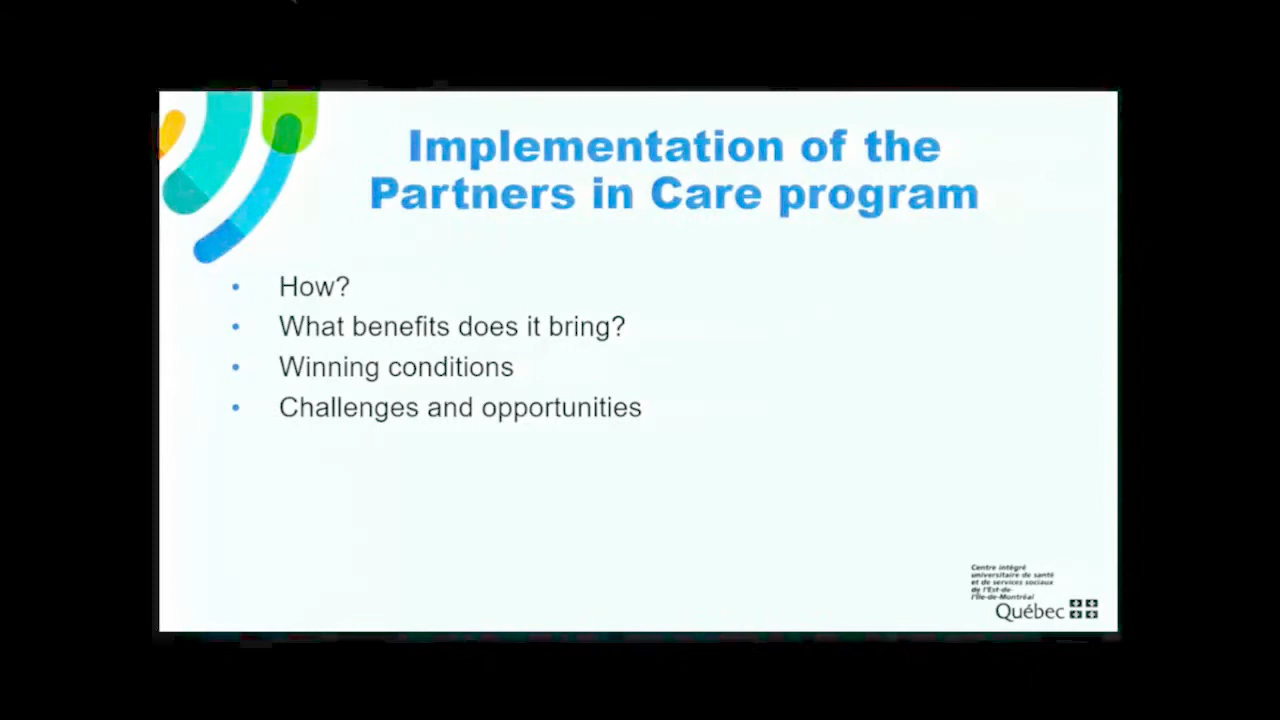 Implementation of the
Partners in Care program
• How?
• What benefits does it bring?
• Winning conditions
• Challenges and opportunities
Centre intégré
universitaire de santé
et de services sociaux
de l'Est-de-
l'Île-de-Montréal
Québec